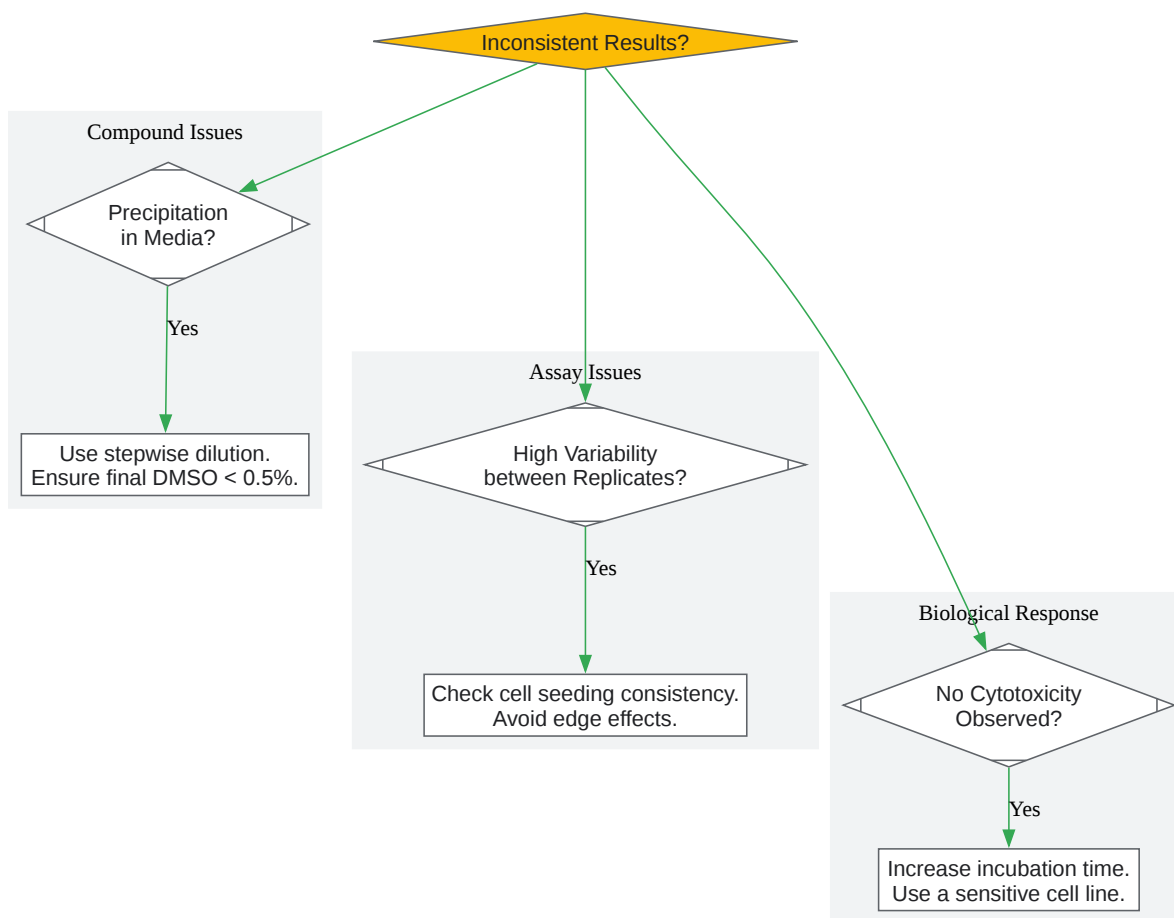 Inconsistent Results?
Compound Issues
Precipitation
in Media?
Yes
Use stepwise dilution.
Ensure final DMSO < 0.5%.
Assay Issues
High Variability
between Replicates?
Yes
Check cell seeding consistency.
Avoid edge effects.
Biological Response
No Cytotoxicity
Observed?
Yes
Increase incubation time.
Use a sensitive cell line.